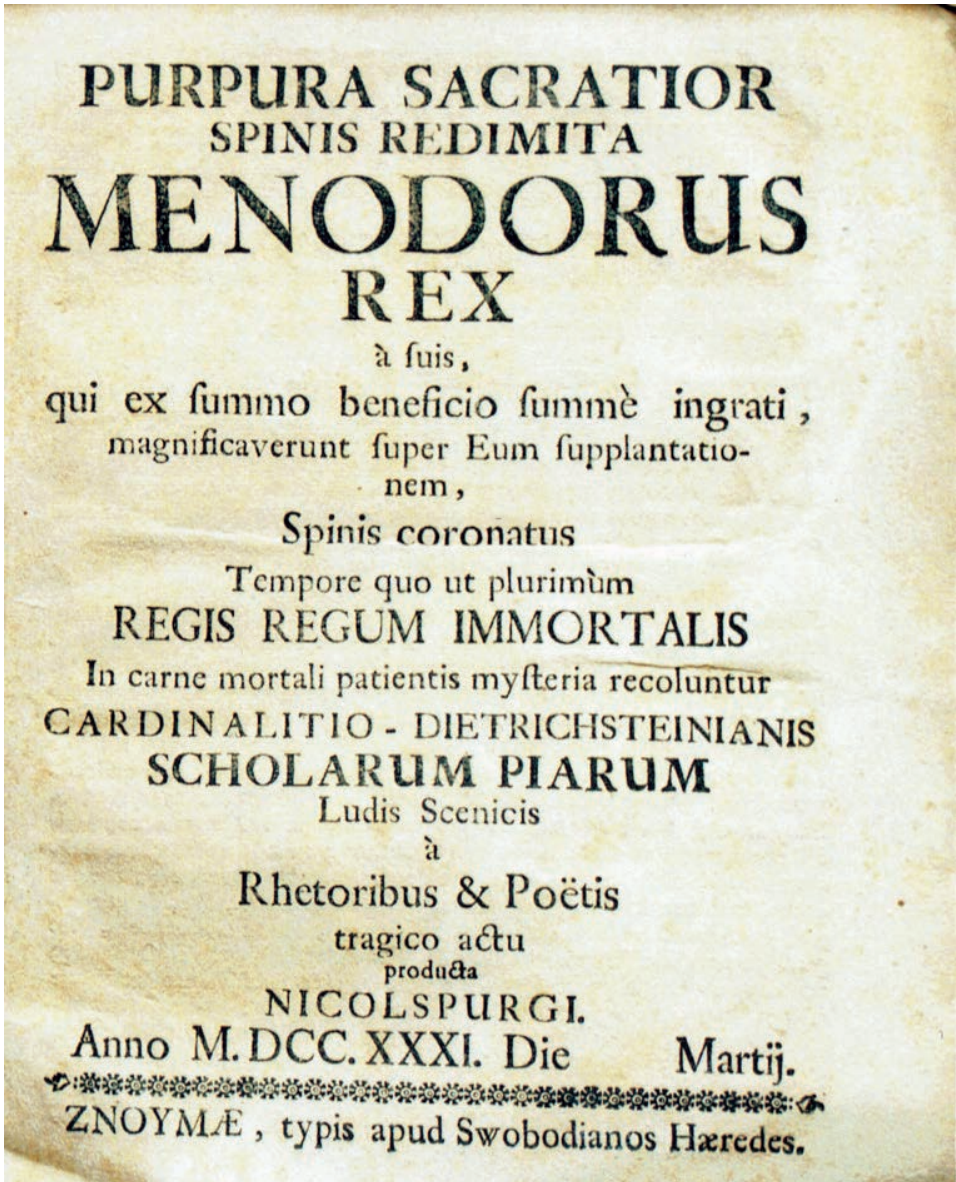 PURPURA SACRATIOR
SPINIS REDIMITA
MENODORUS
REX
à ſuis,
qui ex ſummo beneficio ſummè ingrati,
magnificaverunt ſuper Eum ſupplantatio-
nem,
Spinis coronatus
Tempore quo ut plurimùm
REGIS REGUM IMMORTALIS
In carne mortali patientis myſteria recoluntur
CARDINALITIO - DIETRICHSTEINIANIS
SCHOLARUM PIARUM
Ludis Scenicis
à
Rhetoribus & Poëtis
tragico actu
producta
NICOLSPURGI.
Anno M. DCC. XXXI. Die Martij.
ZNOYMÆ, typis apud Swobodianos Hæredes.